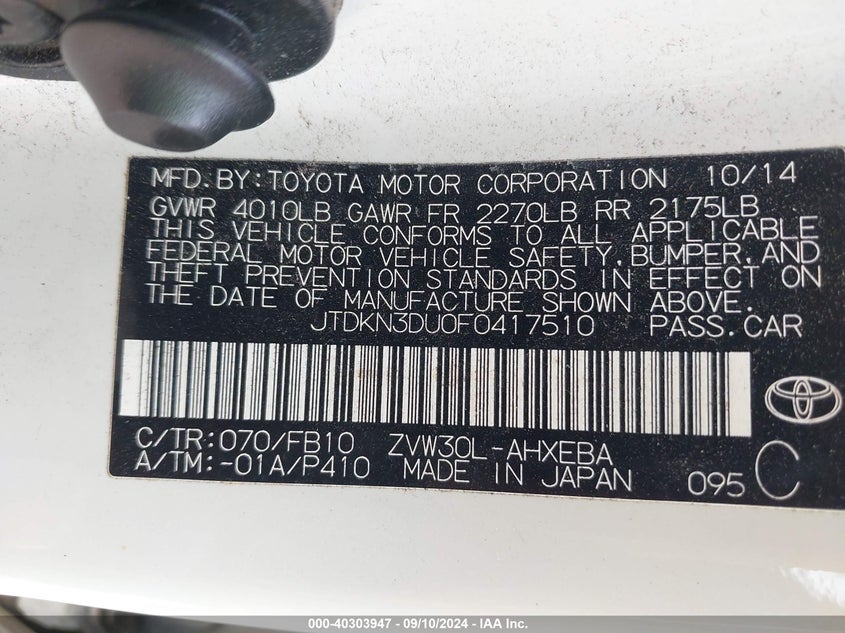 MFD.BY:TOYOTA MOTOR CORPORATION 10/14
GVWR 4010LB GAWR FR 2270LB RR 2175LB
THIS VEHICLE CONFORMS TO ALL APPLICABLE
FEDERAL MOTOR VEHICLE SAFETY,BUMPER,AND
THEFT PREVENTION STANDARDS IN EFFECT ON
THE DATE OF MANUFACTURE SHOWN ABOVE.
JTDKN3DU0F0417510 PASS.CAR
C/TR:070/FB10 ZVW30L-AHXEBA
A/TM:-01A/P410 MADE IN JAPAN 095 C
000-40303947 - 09/10/2024 - IAA Inc.